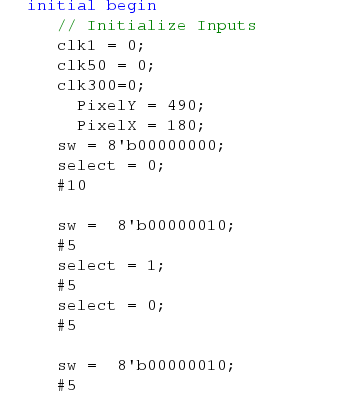 initial begin
// Initialize Inputs
clk1 = 0;
clk50 = 0;
clk300=0;
PixelY = 490;
PixelX = 180;
sw = 8'b00000000;
select = 0;
#10
sw =  8'b00000010;
#5
select = 1;
#5
select = 0;
#5
sw =  8'b00000010;
#5